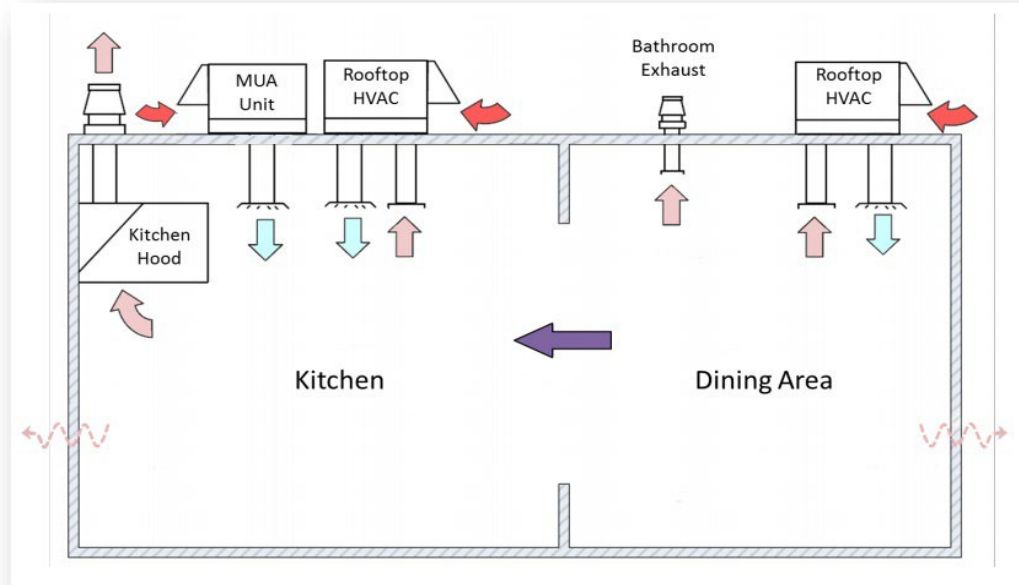 MUA
Unit
Rooftop
HVAC
Bathroom
Exhaust
Rooftop
HVAC
Kitchen
Hood
Kitchen
Dining Area